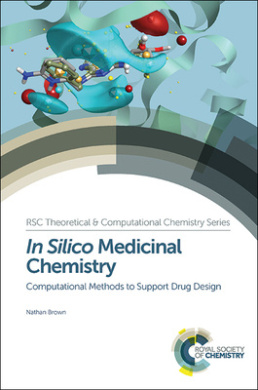 RSC Theoretical & Computational Chemistry Series
In Silico Medicinal
Chemistry
Computational Methods to Support Drug Design
Nathan Brown
ROYAL SOCIETY
OF CHEMISTRY